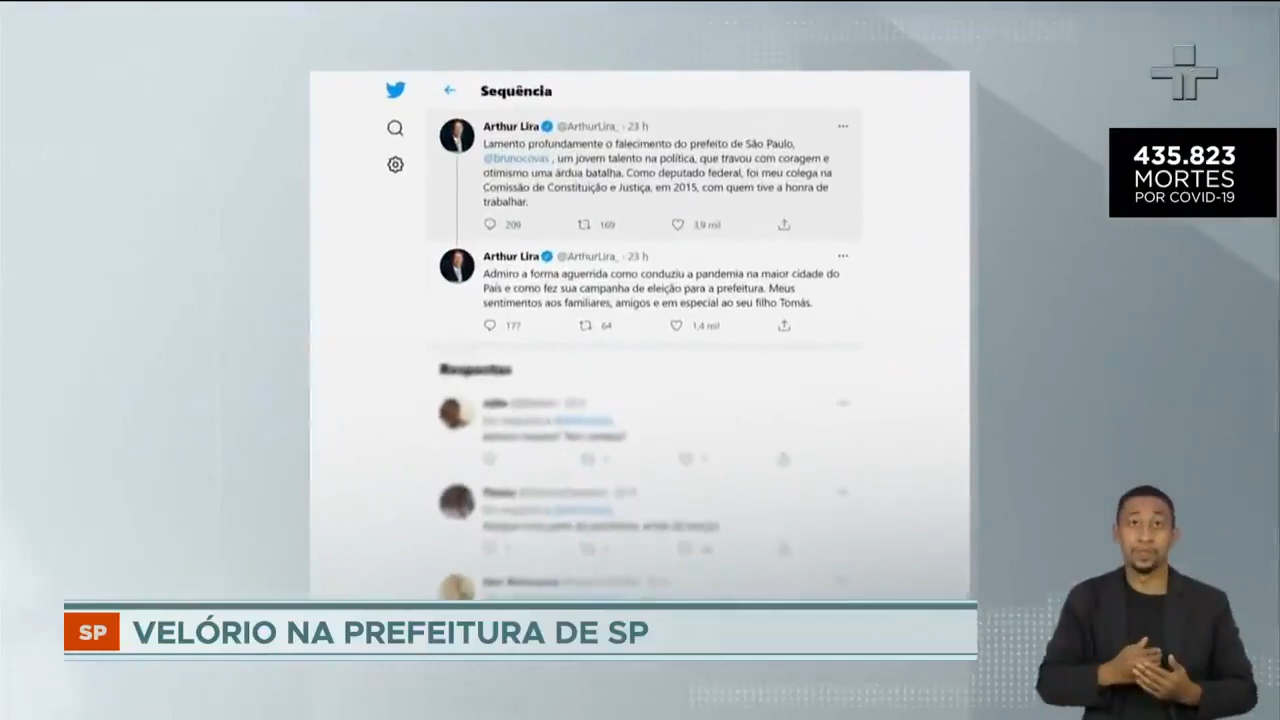 Sequência
Arthur Lira @ArthurLira_ · 23 h
Lamento profundamente o falecimento do prefeito de São Paulo,
@brunocovas , um jovem talento na política, que travou com coragem e
otimismo uma árdua batalha. Como deputado federal, foi meu colega na
Comissão de Constituição e Justiça, em 2015, com quem tive a honra de
trabalhar.
209 169 3,9 mil
Arthur Lira @ArthurLira_ · 23 h
Admiro a forma aguerrida como conduziu a pandemia na maior cidade do
País e como fez sua campanha de eleição para a prefeitura. Meus
sentimentos aos familiares, amigos e em especial ao seu filho Tomás.
177 64 1,4 mil
Respostas
435.823
MORTES
POR COVID-19
SP VELÓRIO NA PREFEITURA DE SP